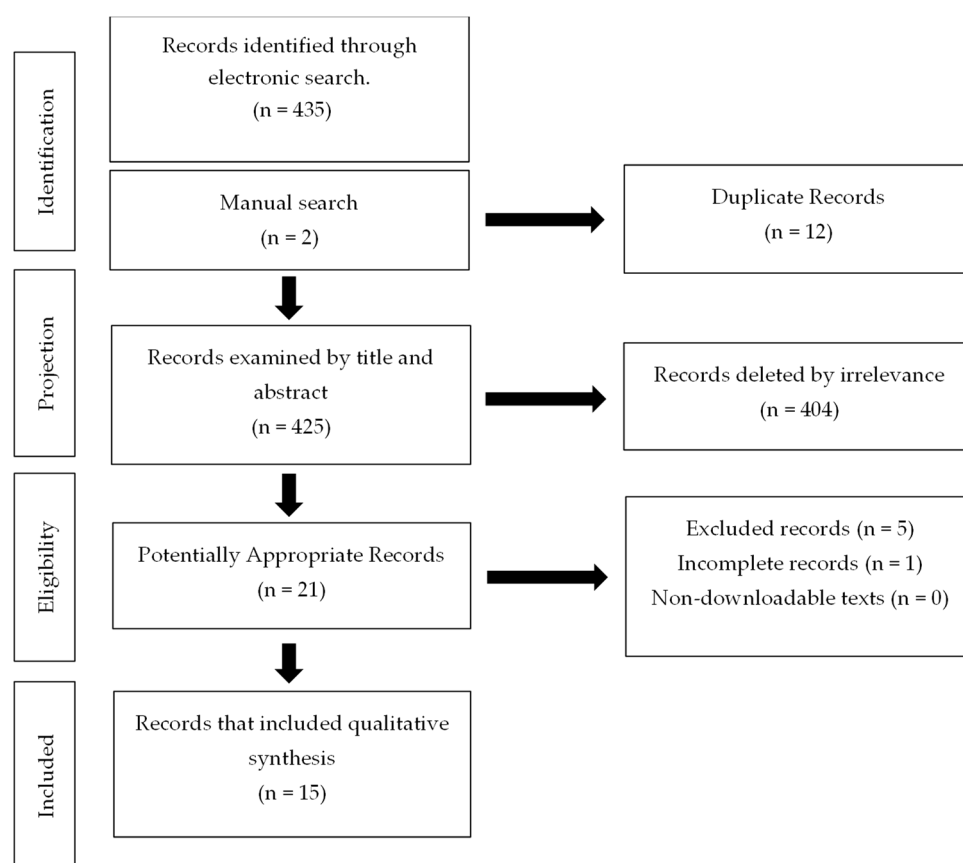 Identification
Records identified through
electronic search.
(n = 435)
Manual search
(n = 2)
Duplicate Records
(n = 12)
Projection
Records examined by title and
abstract
(n = 425)
Records deleted by irrelevance
(n = 404)
Eligibility
Potentially Appropriate Records
(n = 21)
Excluded records (n = 5)
Incomplete records (n = 1)
Non-downloadable texts (n = 0)
Included
Records that included qualitative
synthesis
(n = 15)